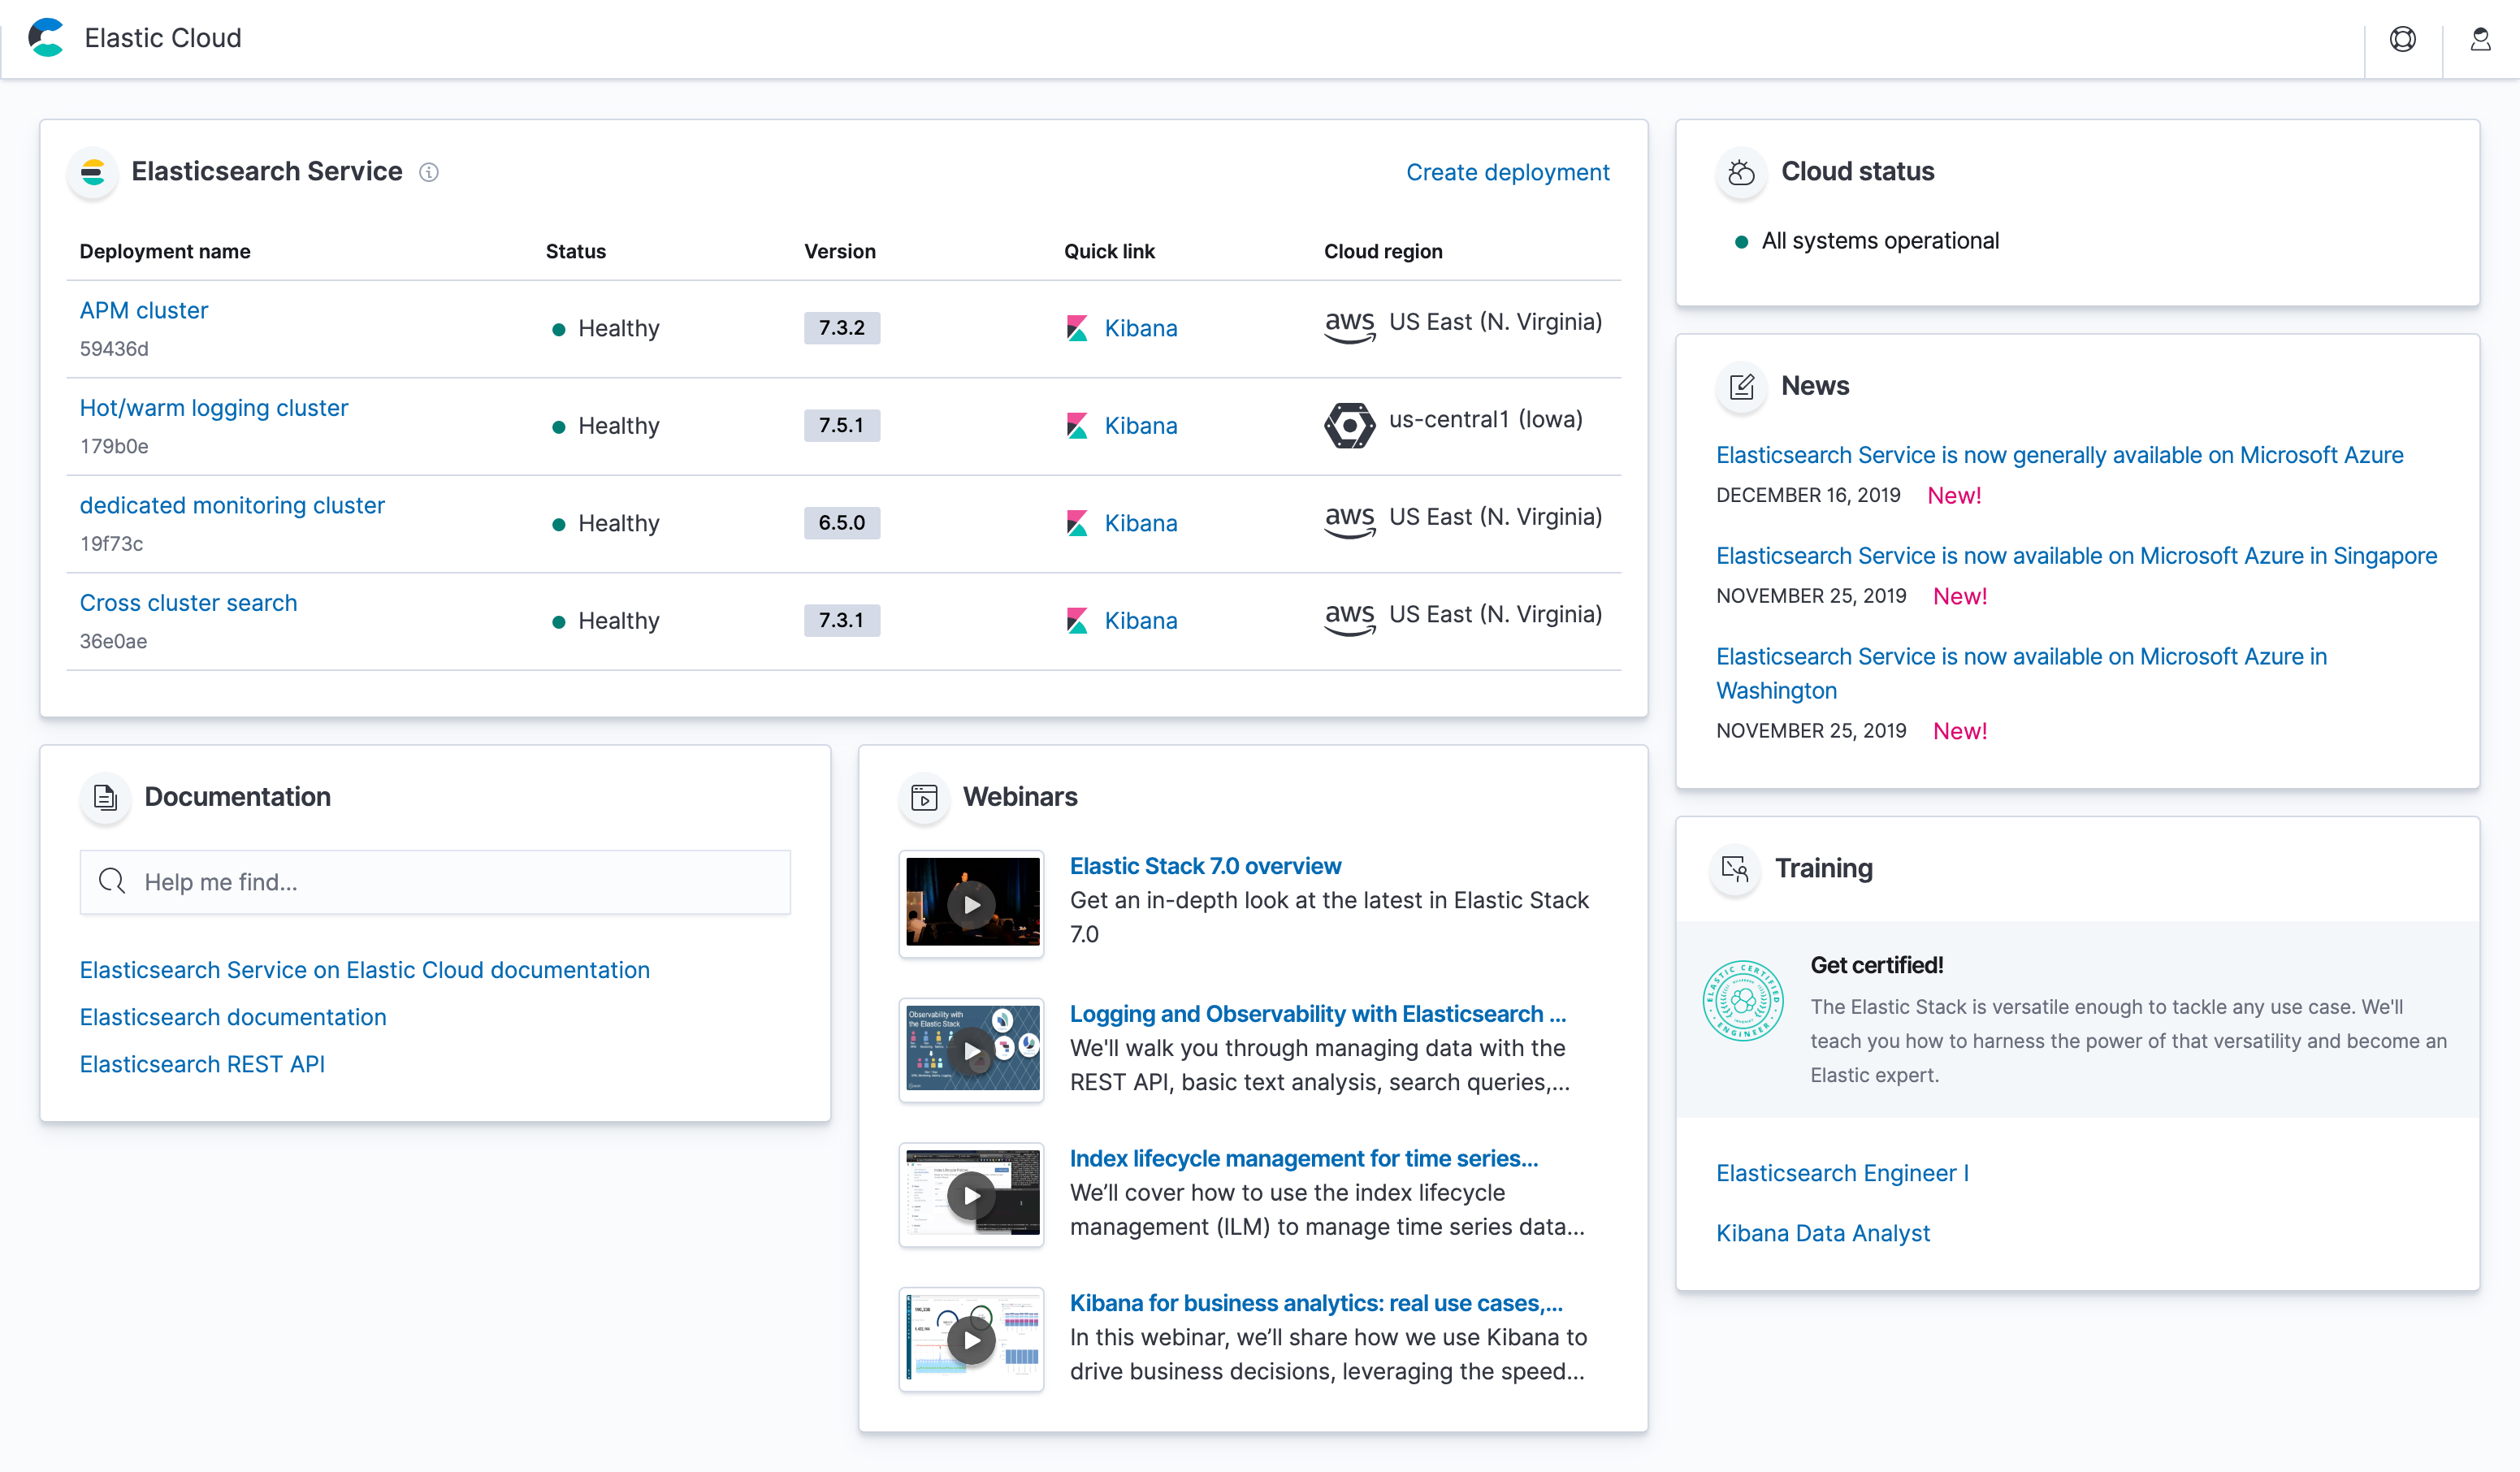 Elastic Cloud
Elasticsearch Service
Create deployment
Deployment name Status Version Quick link Cloud region
APM cluster
59436d
Healthy 7.3.2 Kibana aws US East (N. Virginia)
Hot/warm logging cluster
179b0e
Healthy 7.5.1 Kibana us-central1 (Iowa)
dedicated monitoring cluster
19f73c
Healthy 6.5.0 Kibana aws US East (N. Virginia)
Cross cluster search
36e0ae
Healthy 7.3.1 Kibana aws US East (N. Virginia)
Cloud status
All systems operational
News
Elasticsearch Service is now generally available on Microsoft Azure
DECEMBER 16, 2019 New!
Elasticsearch Service is now available on Microsoft Azure in Singapore
NOVEMBER 25, 2019 New!
Elasticsearch Service is now available on Microsoft Azure in
Washington
NOVEMBER 25, 2019 New!
Documentation
Help me find...
Elasticsearch Service on Elastic Cloud documentation
Elasticsearch documentation
Elasticsearch REST API
Webinars
Elastic Stack 7.0 overview
Get an in-depth look at the latest in Elastic Stack
7.0
Observability with
the Elastic Stack
Logging and Observability with Elasticsearch ...
We'll walk you through managing data with the
REST API, basic text analysis, search queries,...
Index lifecycle management for time series...
We’ll cover how to use the index lifecycle
management (ILM) to manage time series data...
Kibana for business analytics: real use cases,...
In this webinar, we’ll share how we use Kibana to
drive business decisions, leveraging the speed...
Training
ELASTIC CERTIFIED
ENGINEER
Get certified!
The Elastic Stack is versatile enough to tackle any use case. We'll
teach you how to harness the power of that versatility and become an
Elastic expert.
Elasticsearch Engineer I
Kibana Data Analyst